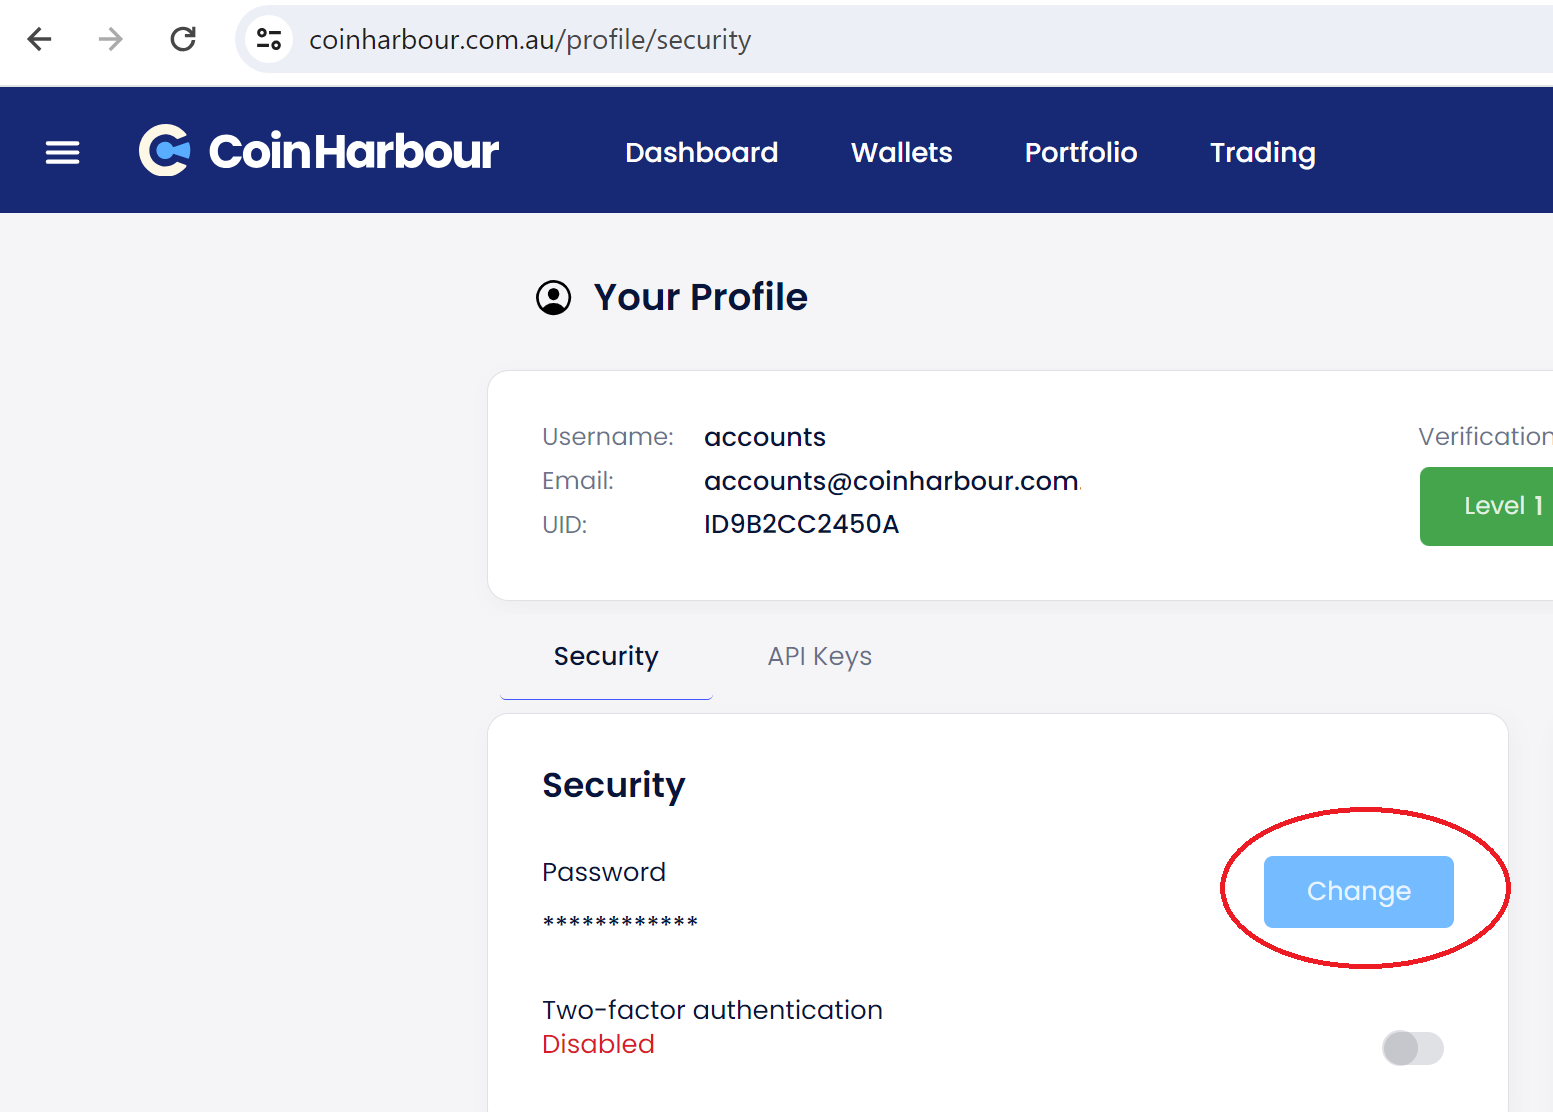 coinharbour.com.au/profile/security
CoinHarbour Dashboard Wallets Portfolio Trading
Your Profile
Username: accounts
Email: accounts@coinharbour.com.
UID: ID9B2CC2450A
Verification
Level 1
Security API Keys
Security
Password
Change
************
Two-factor authentication
Disabled